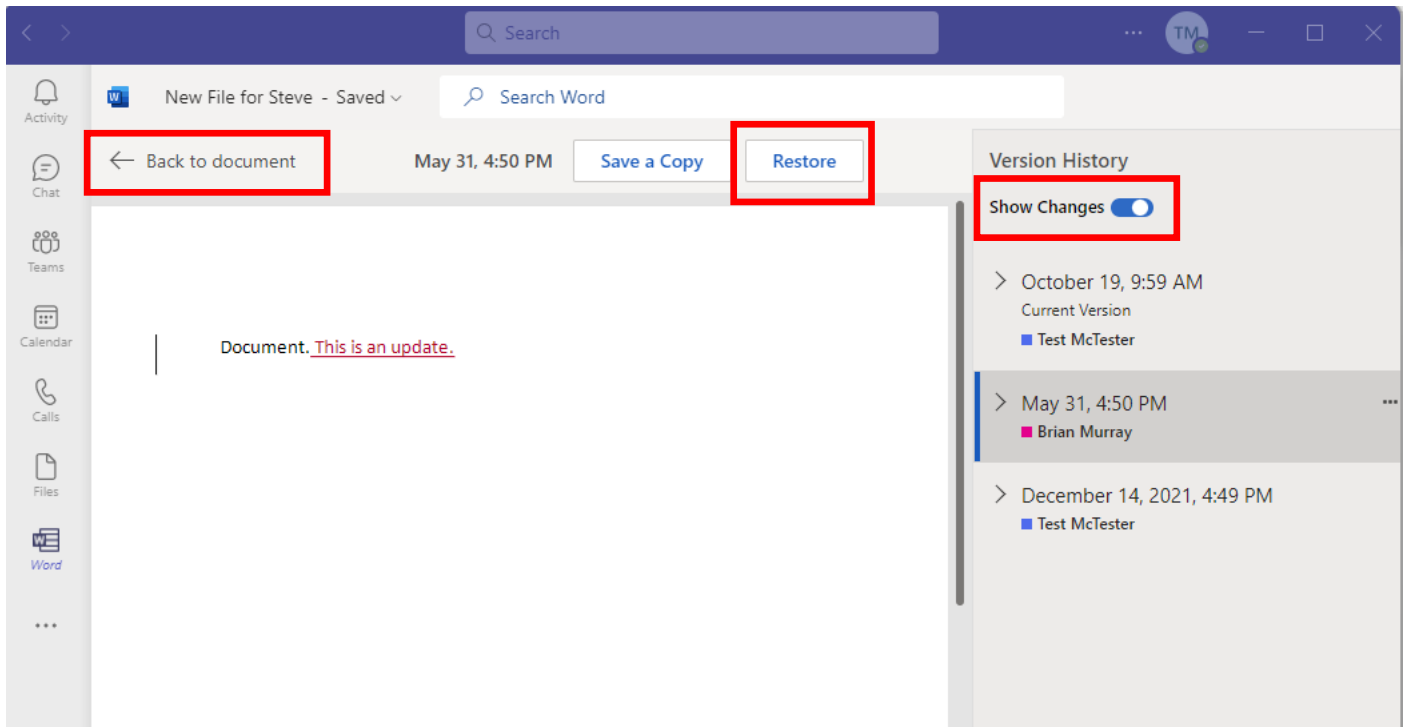 Search
TM
Activity
Chat
Teams
Calendar
Calls
Files
Word
W
New File for Steve - Saved
Search Word
Back to document
May 31, 4:50 PM
Save a Copy
Restore
Document. This is an update.
Version History
Show Changes
October 19, 9:59 AM
Current Version
Test McTester
May 31, 4:50 PM
Brian Murray
December 14, 2021, 4:49 PM
Test McTester